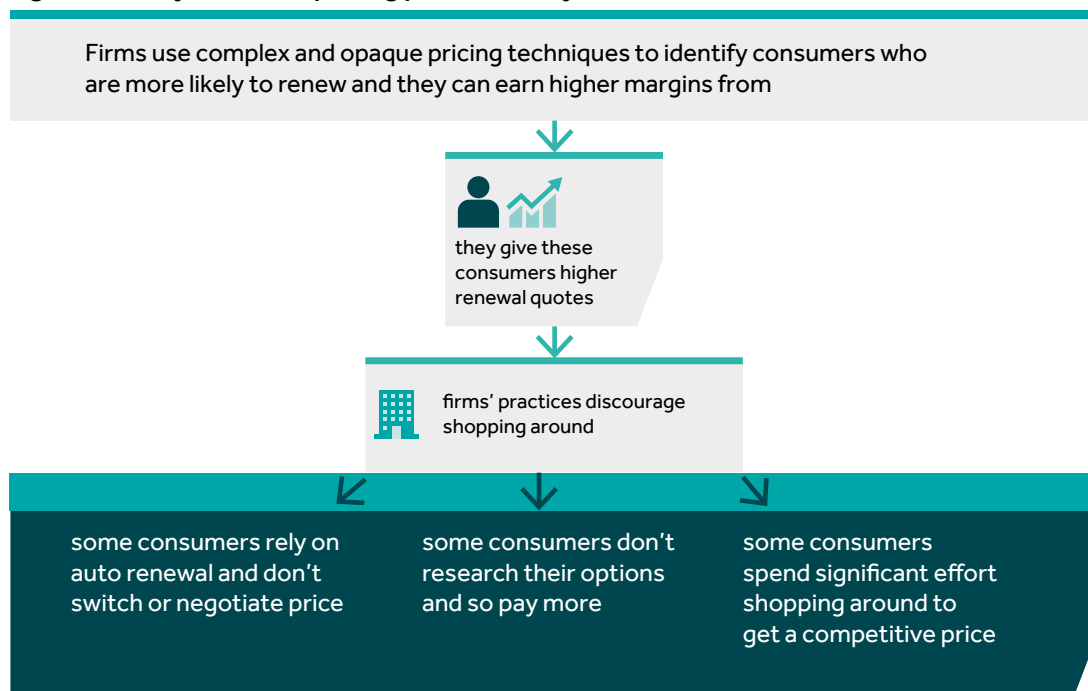 Firms use complex and opaque pricing techniques to identify consumers who
are more likely to renew and they can earn higher margins from
they give these
consumers higher
renewal quotes
firms’ practices discourage
shopping around
some consumers rely on
auto renewal and don’t
switch or negotiate price
some consumers don’t
research their options
and so pay more
some consumers
spend significant effort
shopping around to
get a competitive price